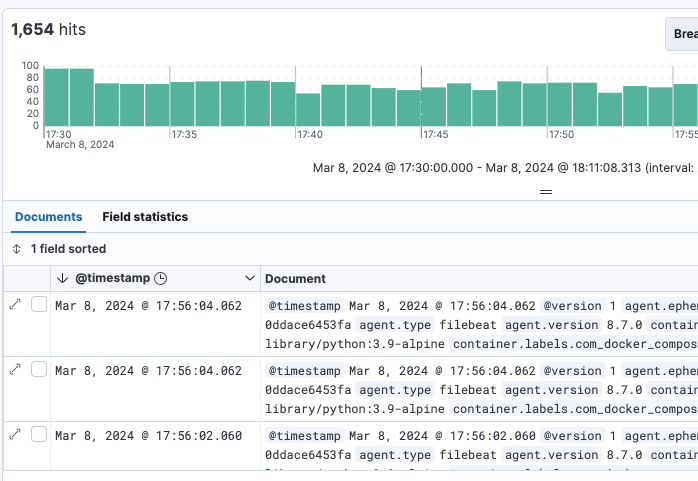 1,654 hits
Brea
100
80
60
40
20
0
17:30 17:35 17:40 17:45 17:50 17:55
March 8, 2024
Mar 8, 2024 @ 17:30:00.000 - Mar 8, 2024 @ 18:11:08.313 (interval:
Documents Field statistics
1 field sorted
@timestamp Document
Mar 8, 2024 @ 17:56:04.062 @timestamp Mar 8, 2024 @ 17:56:04.062 @version 1 agent.ephem
0ddace6453fa agent.type filebeat agent.version 8.7.0 contain
library/python:3.9-alpine container.labels.com_docker_compos
Mar 8, 2024 @ 17:56:04.062 @timestamp Mar 8, 2024 @ 17:56:04.062 @version 1 agent.ephem
0ddace6453fa agent.type filebeat agent.version 8.7.0 contain
library/python:3.9-alpine container.labels.com_docker_compos
Mar 8, 2024 @ 17:56:02.060 @timestamp Mar 8, 2024 @ 17:56:02.060 @version 1 agent.ephem
0ddace6453fa agent.type filebeat agent.version 8.7.0 contain